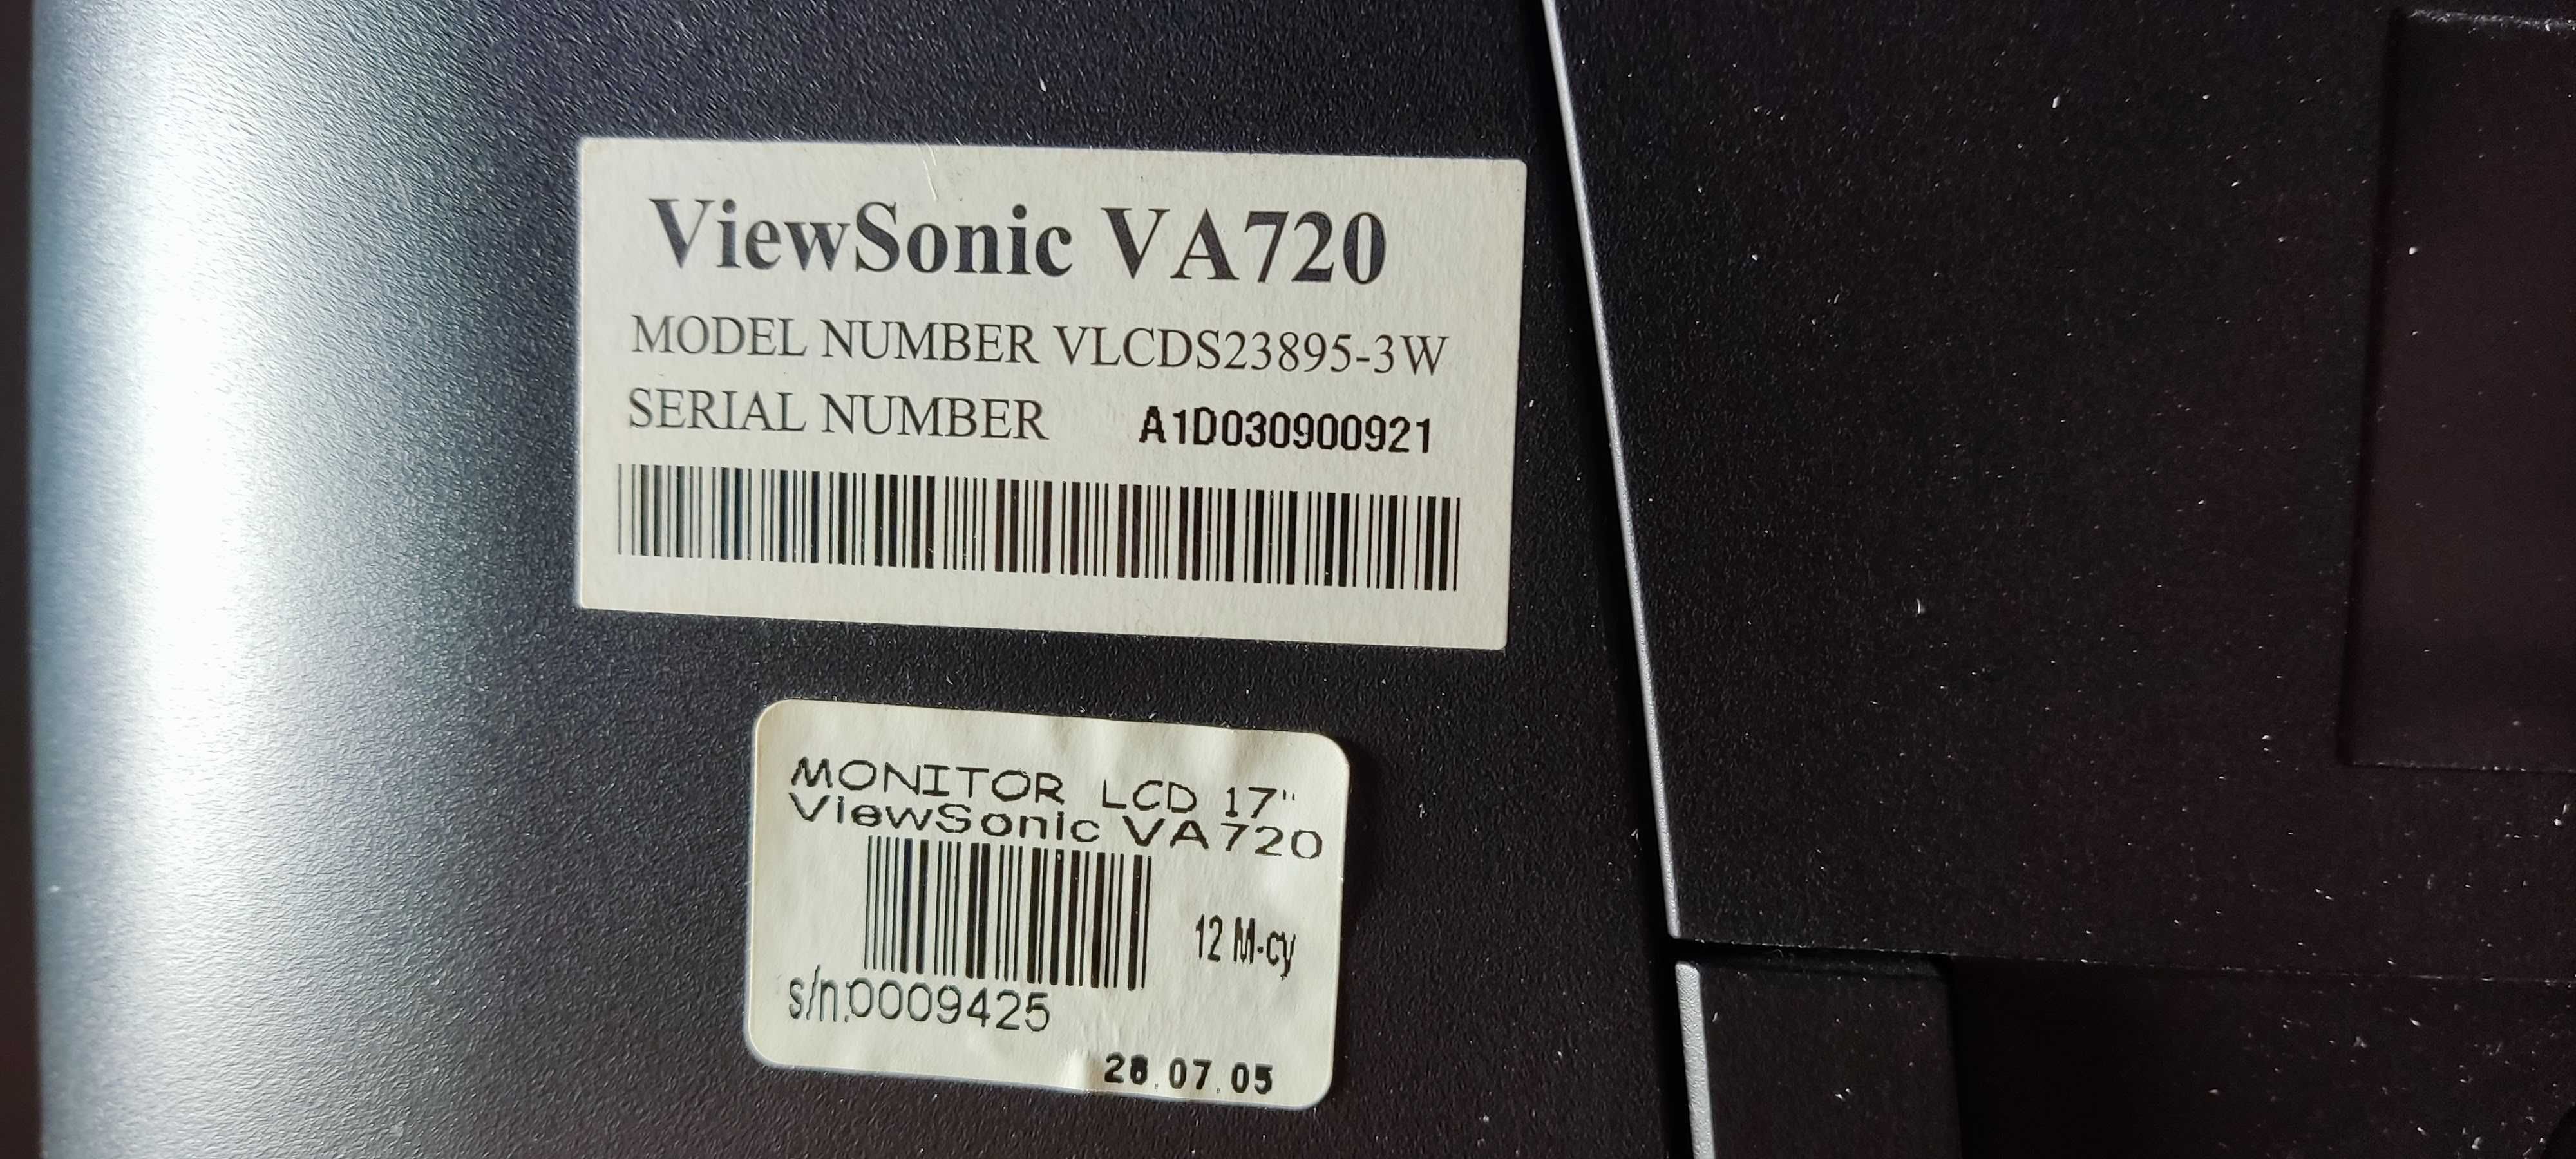 ViewSonic VA720
MODEL NUMBER VLCDS23895-3W
SERIAL NUMBER A1D030900921
MONITOR LCD 17"
ViewSonic VA720
12 M-cy
s/n:0009425
28.07.05